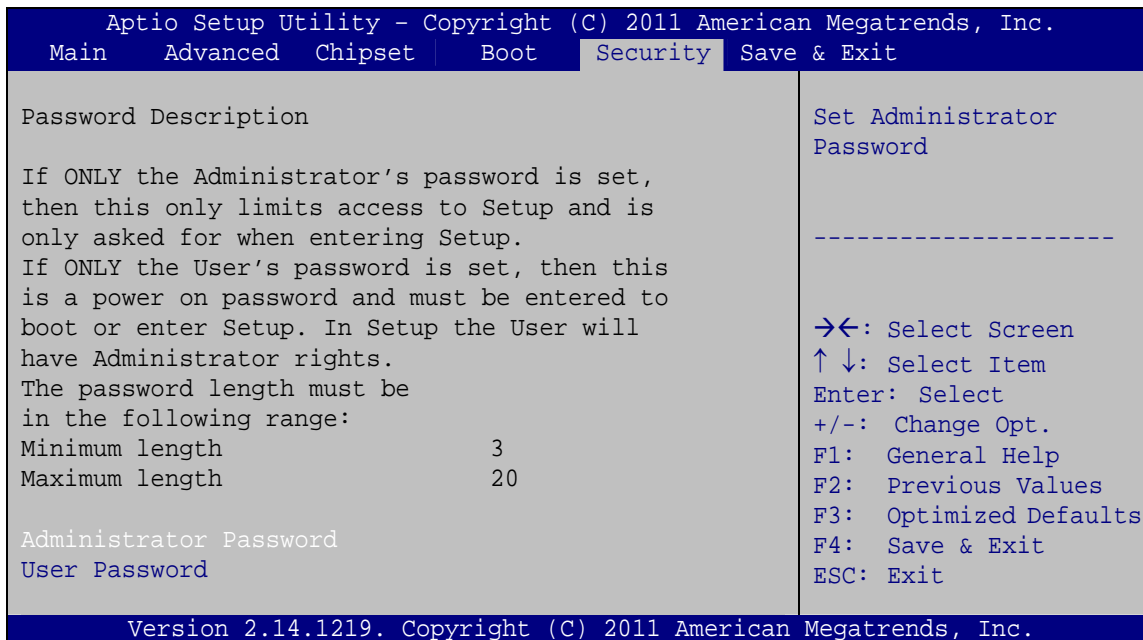 Aptio Setup Utility – Copyright (C) 2011 American Megatrends, Inc.
Main Advanced Chipset Boot Security Save & Exit
Password Description
If ONLY the Administrator’s password is set,
then this only limits access to Setup and is
only asked for when entering Setup.
If ONLY the User’s password is set, then this
is a power on password and must be entered to
boot or enter Setup. In Setup the User will
have Administrator rights.
The password length must be
in the following range:
Minimum length 3
Maximum length 20
Administrator Password
User Password
Set Administrator
Password
---------------------
→←: Select Screen
↑ ↓: Select Item
Enter: Select
+/-: Change Opt.
F1: General Help
F2: Previous Values
F3: Optimized Defaults
F4: Save & Exit
ESC: Exit
Version 2.14.1219. Copyright (C) 2011 American Megatrends, Inc.